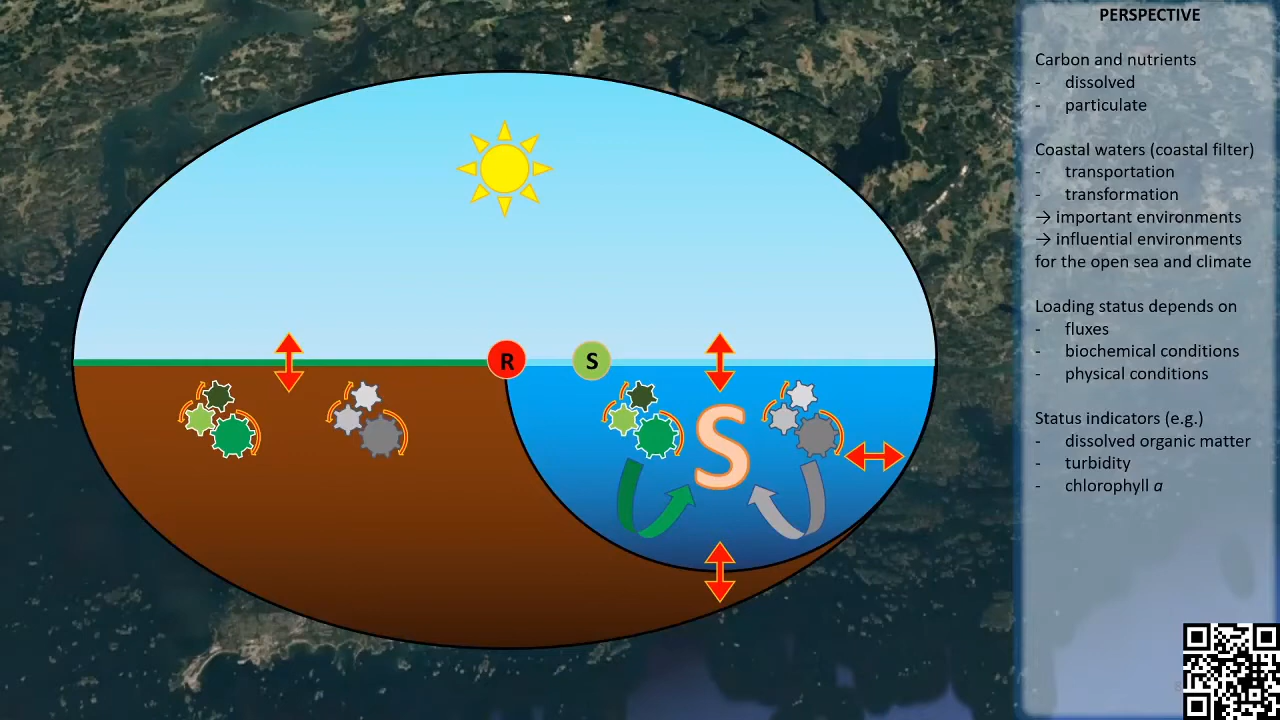 PERSPECTIVE
Carbon and nutrients
- dissolved
- particulate
Coastal waters (coastal filter)
- transportation
- transformation
→ important environments
→ influential environments
for the open sea and climate
Loading status depends on
- fluxes
- biochemical conditions
- physical conditions
Status indicators (e.g.)
- dissolved organic matter
- turbidity
- chlorophyll a
R
S
S